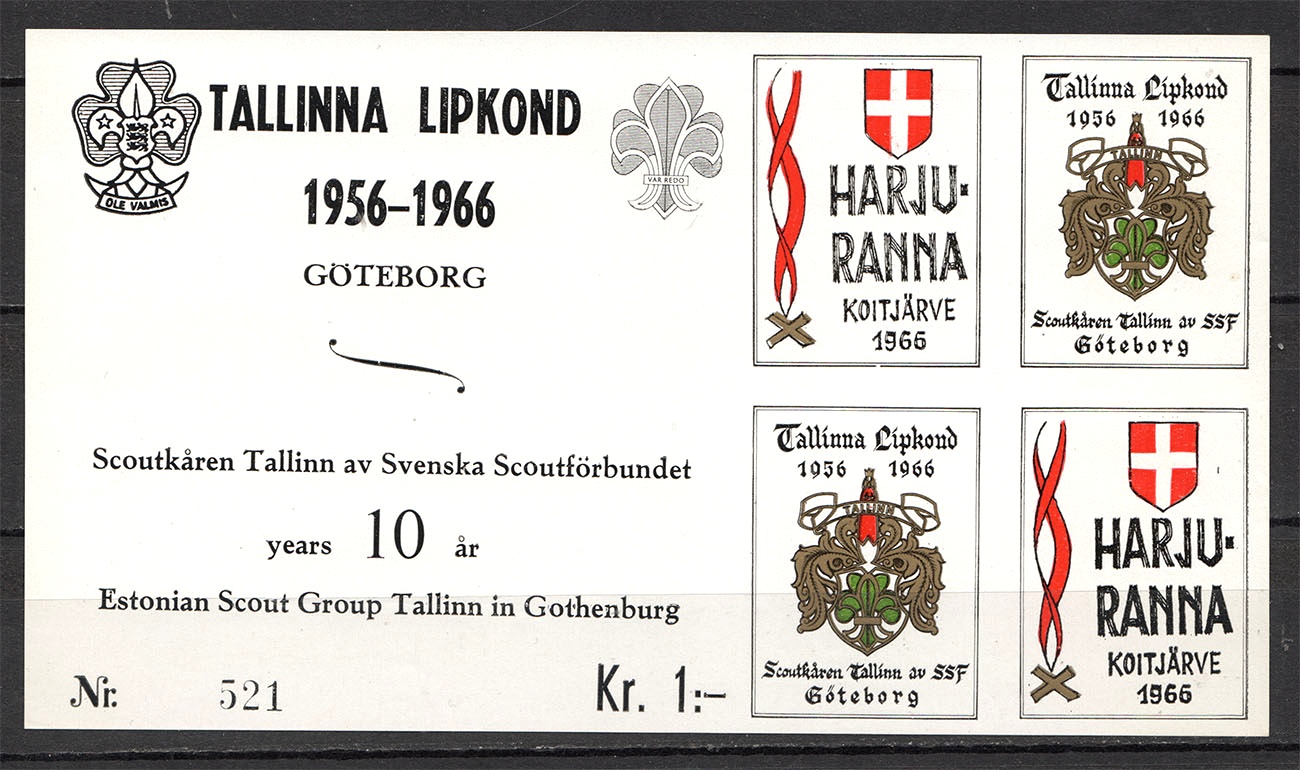 TALLINNA LIPKOND
1956–1966
GÖTEBORG
OLE VALMIS
VAR REDO
Scoutkåren Tallinn av Svenska Scoutförbundet
years 10 år
Estonian Scout Group Tallinn in Gothenburg
Nr. 521
Kr. 1:–
HARJU-
RANNA
KOITJÄRVE
1966
Tallinna Lipkond
1956 1966
TALLINN
Scoutkåren Tallinn av SSF
Göteborg
Tallinna Lipkond
1956 1966
TALLINN
Scoutkåren Tallinn av SSF
Göteborg
HARJU-
RANNA
KOITJÄRVE
1966